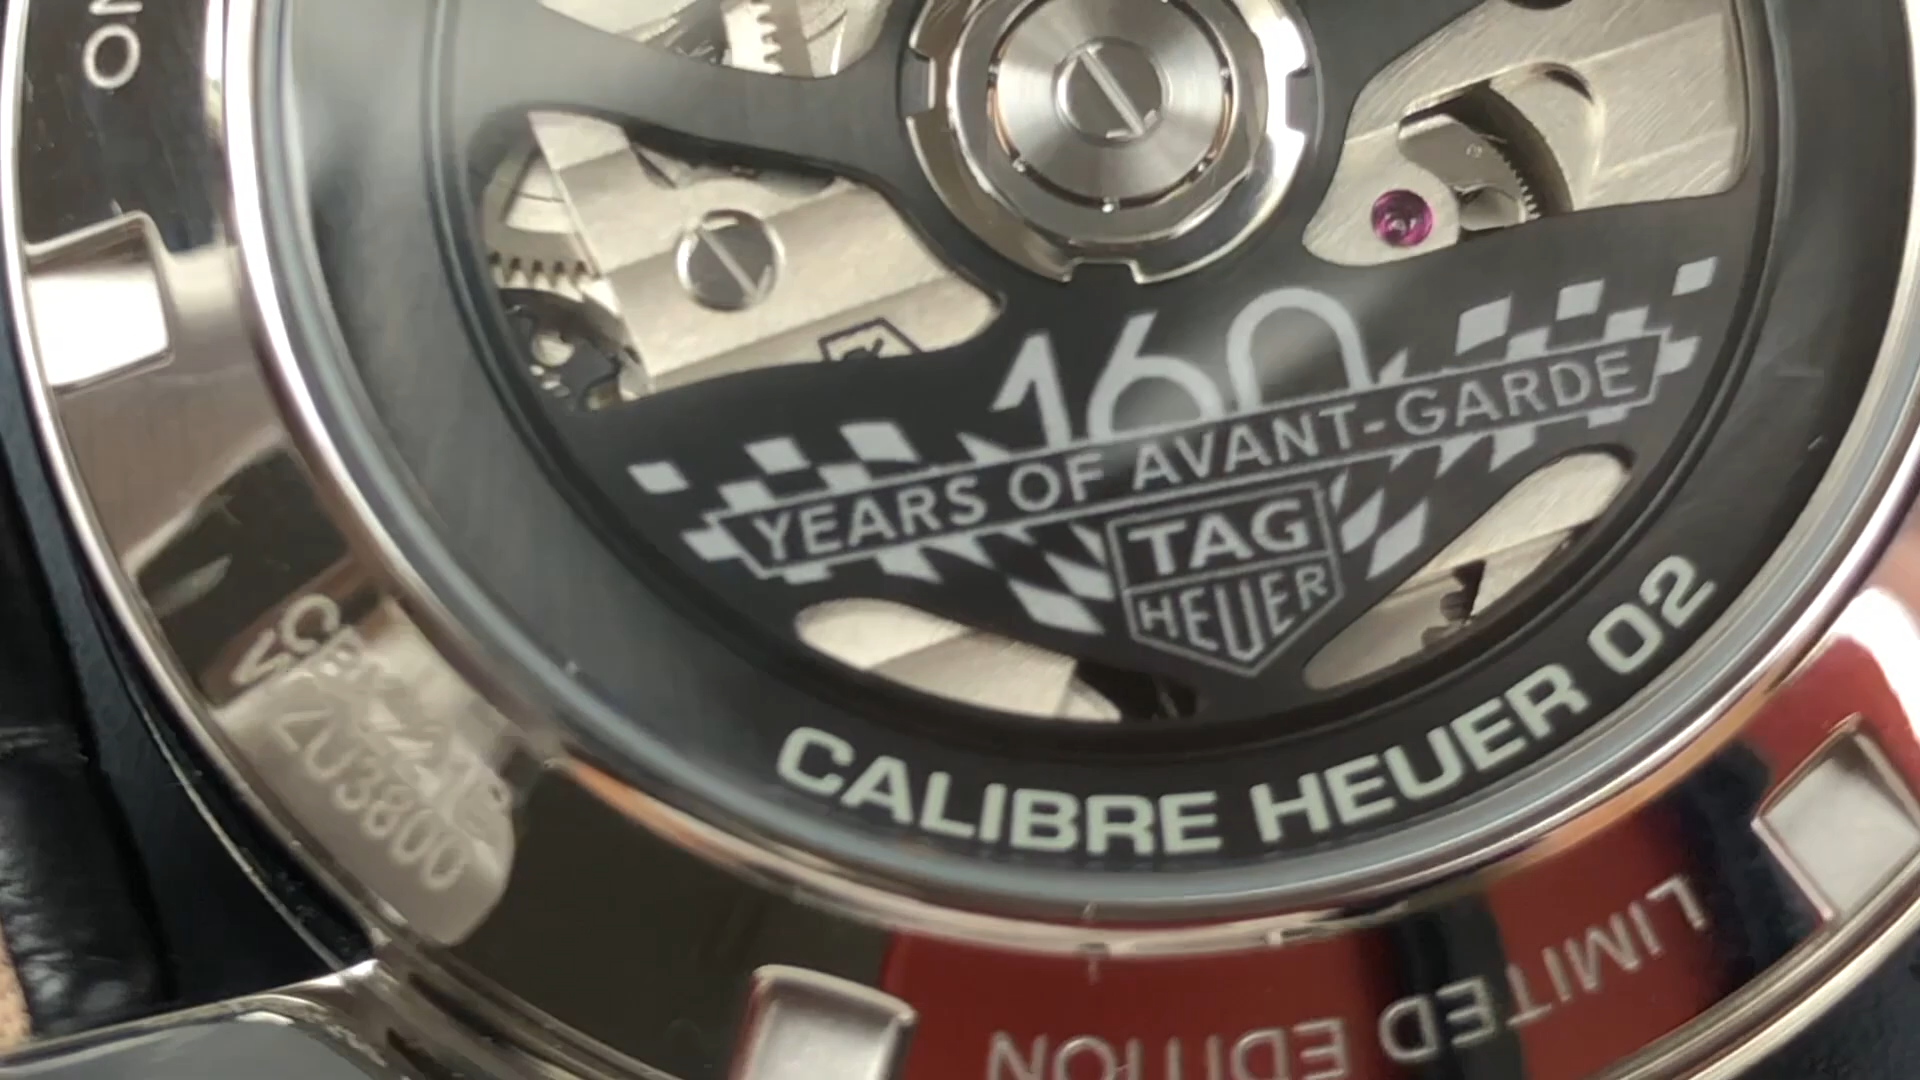 160
YEARS OF AVANT-GARDE
TAG
HEUER
CALIBRE HEUER 02
LIMITED EDITION